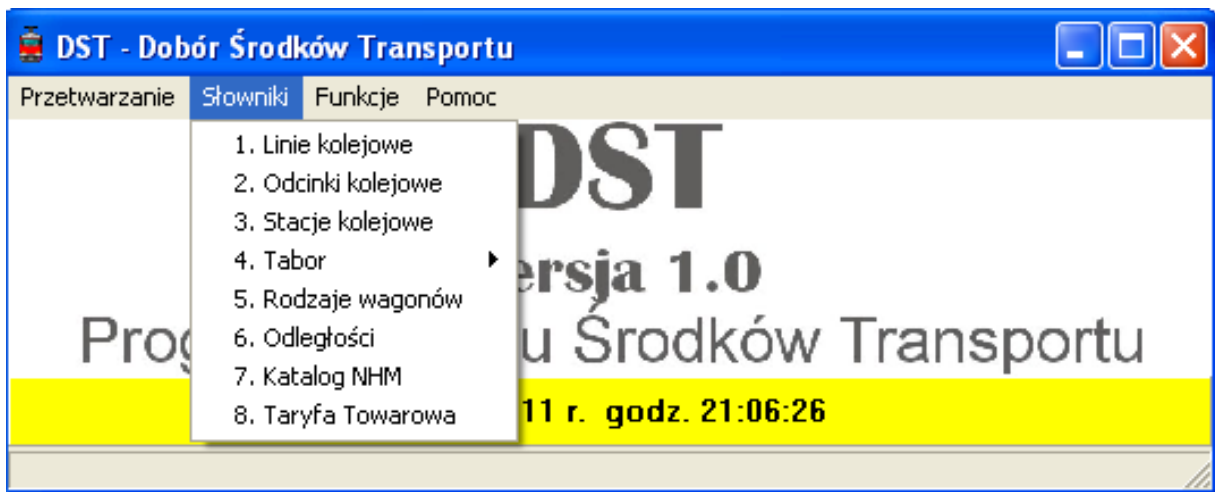 DST - Dobór Środków Transportu
Przetwarzanie Słowniki Funkcje Pomoc
1. Linie kolejowe
2. Odcinki kolejowe
3. Stacje kolejowe
4. Tabor
5. Rodzaje wagonów
6. Odległości
7. Katalog NHM
8. Taryfa Towarowa
DST
ersja 1.0
Prog u Środków Transportu
11 r. godz. 21:06:26